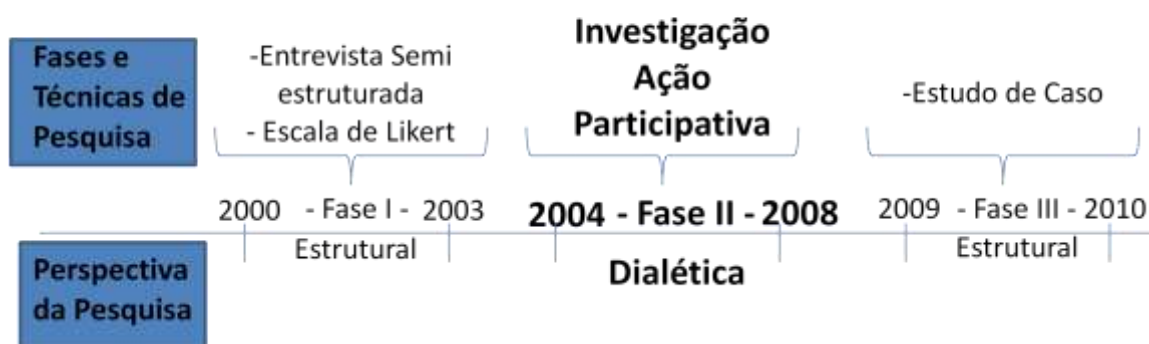 Fases e
Técnicas de
Pesquisa
-Entrevista Semi
estruturada
- Escala de Likert
Investigação
Ação
Participativa
-Estudo de Caso
2000 - Fase I - 2003
Estrutural
2004 - Fase II - 2008
Dialética
2009 - Fase III - 2010
Estrutural
Perspectiva
da Pesquisa